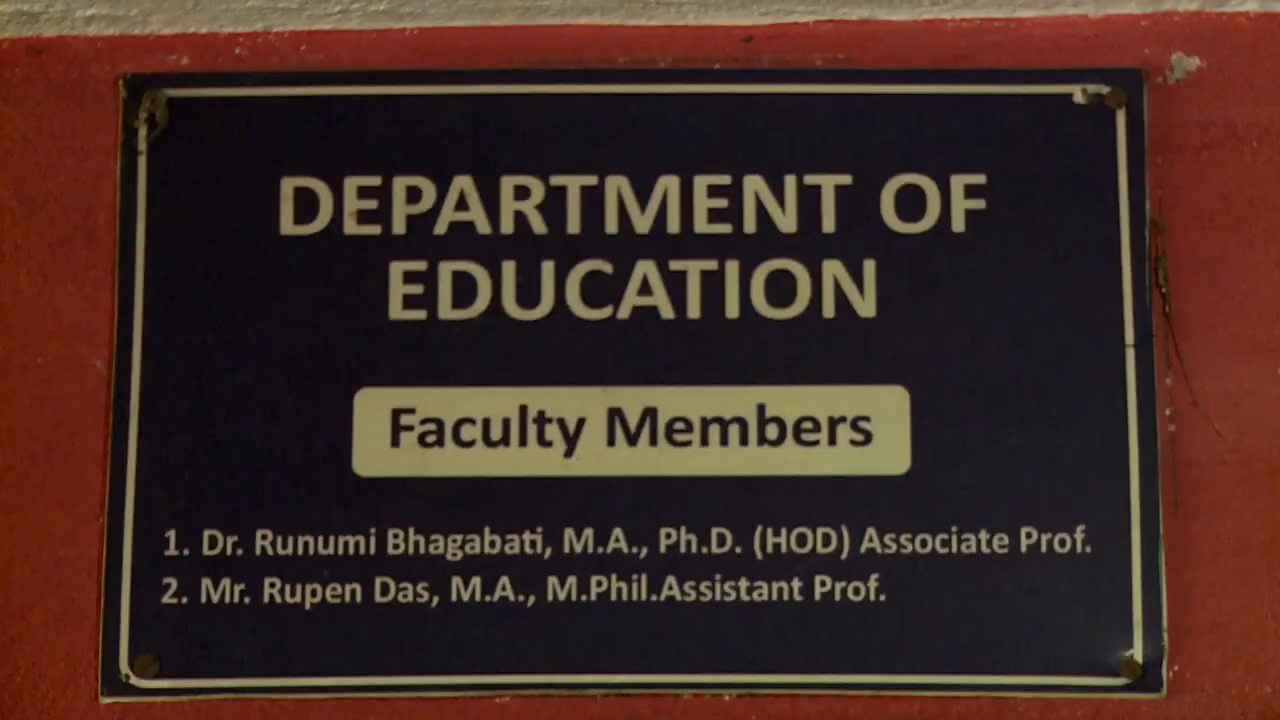 DEPARTMENT OF
EDUCATION
Faculty Members
1. Dr. Runumi Bhagabati, M.A., Ph.D. (HOD) Associate Prof.
2. Mr. Rupen Das, M.A., M.Phil.Assistant Prof.